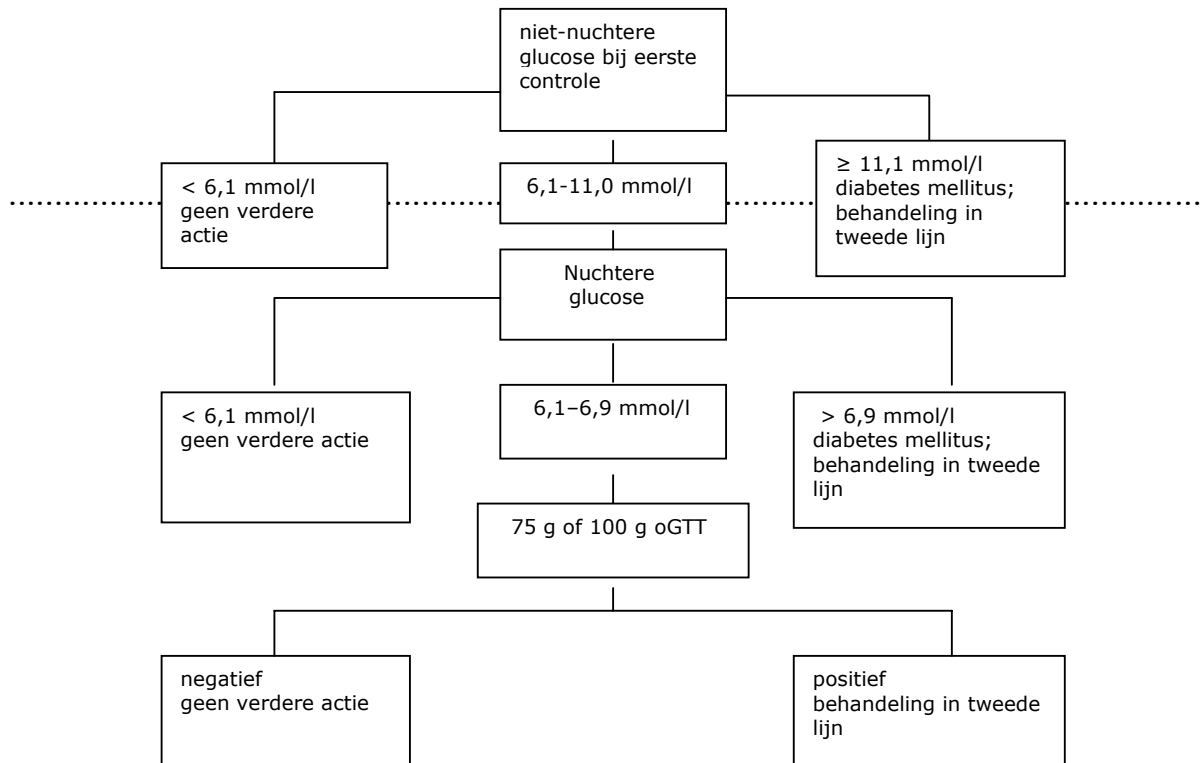 niet-nuchtere
glucose bij eerste
controle
< 6,1 mmol/l
geen verdere
actie
6,1-11,0 mmol/l
≥ 11,1 mmol/l
diabetes mellitus;
behandeling in
tweede lijn
Nuchtere
glucose
< 6,1 mmol/l
geen verdere actie
6,1–6,9 mmol/l
> 6,9 mmol/l
diabetes mellitus;
behandeling in tweede
lijn
75 g of 100 g oGTT
negatief
geen verdere actie
positief
behandeling in tweede
lijn